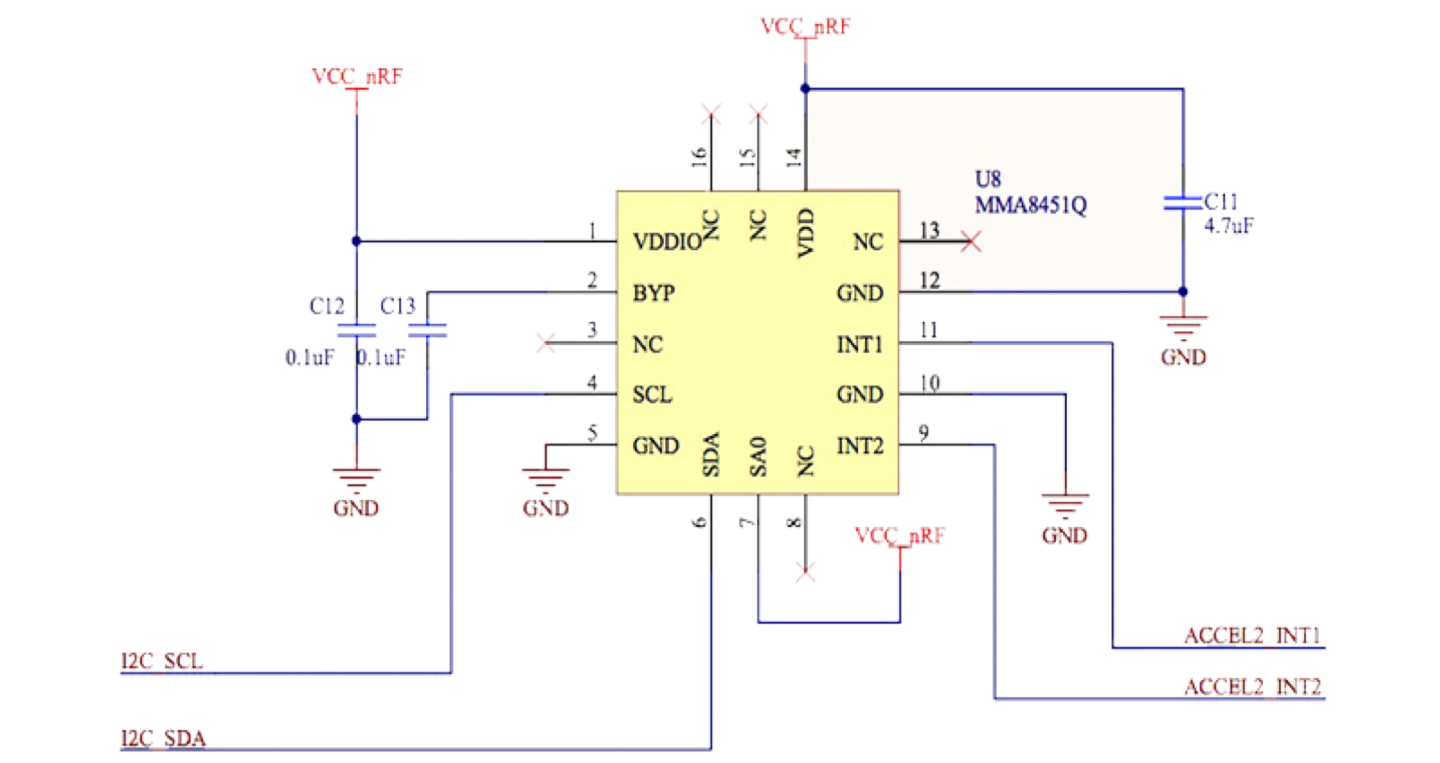 VCC_nRF
VCC_nRF
16
15
14
U8
MMA8451Q
C11
4.7uF
1
VDDIO
NC
NC
VDD
NC
13
2
BYP
GND
12
C12
C13
0.1uF
0.1uF
3
NC
INT1
11
GND
4
SCL
GND
10
5
GND
SDA
SA0
NC
INT2
9
GND
GND
6
7
8
VCC_nRF
GND
ACCEL2_INT1
I2C_SCL
ACCEL2_INT2
I2C_SDA